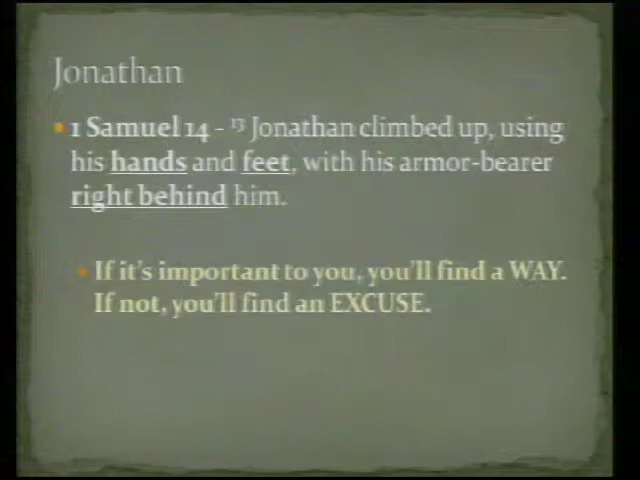 Jonathan
1 Samuel 14 - 13 Jonathan climbed up, using
his hands and feet, with his armor-bearer
right behind him.
If it's important to you, you'll find a WAY.
If not, you'll find an EXCUSE.